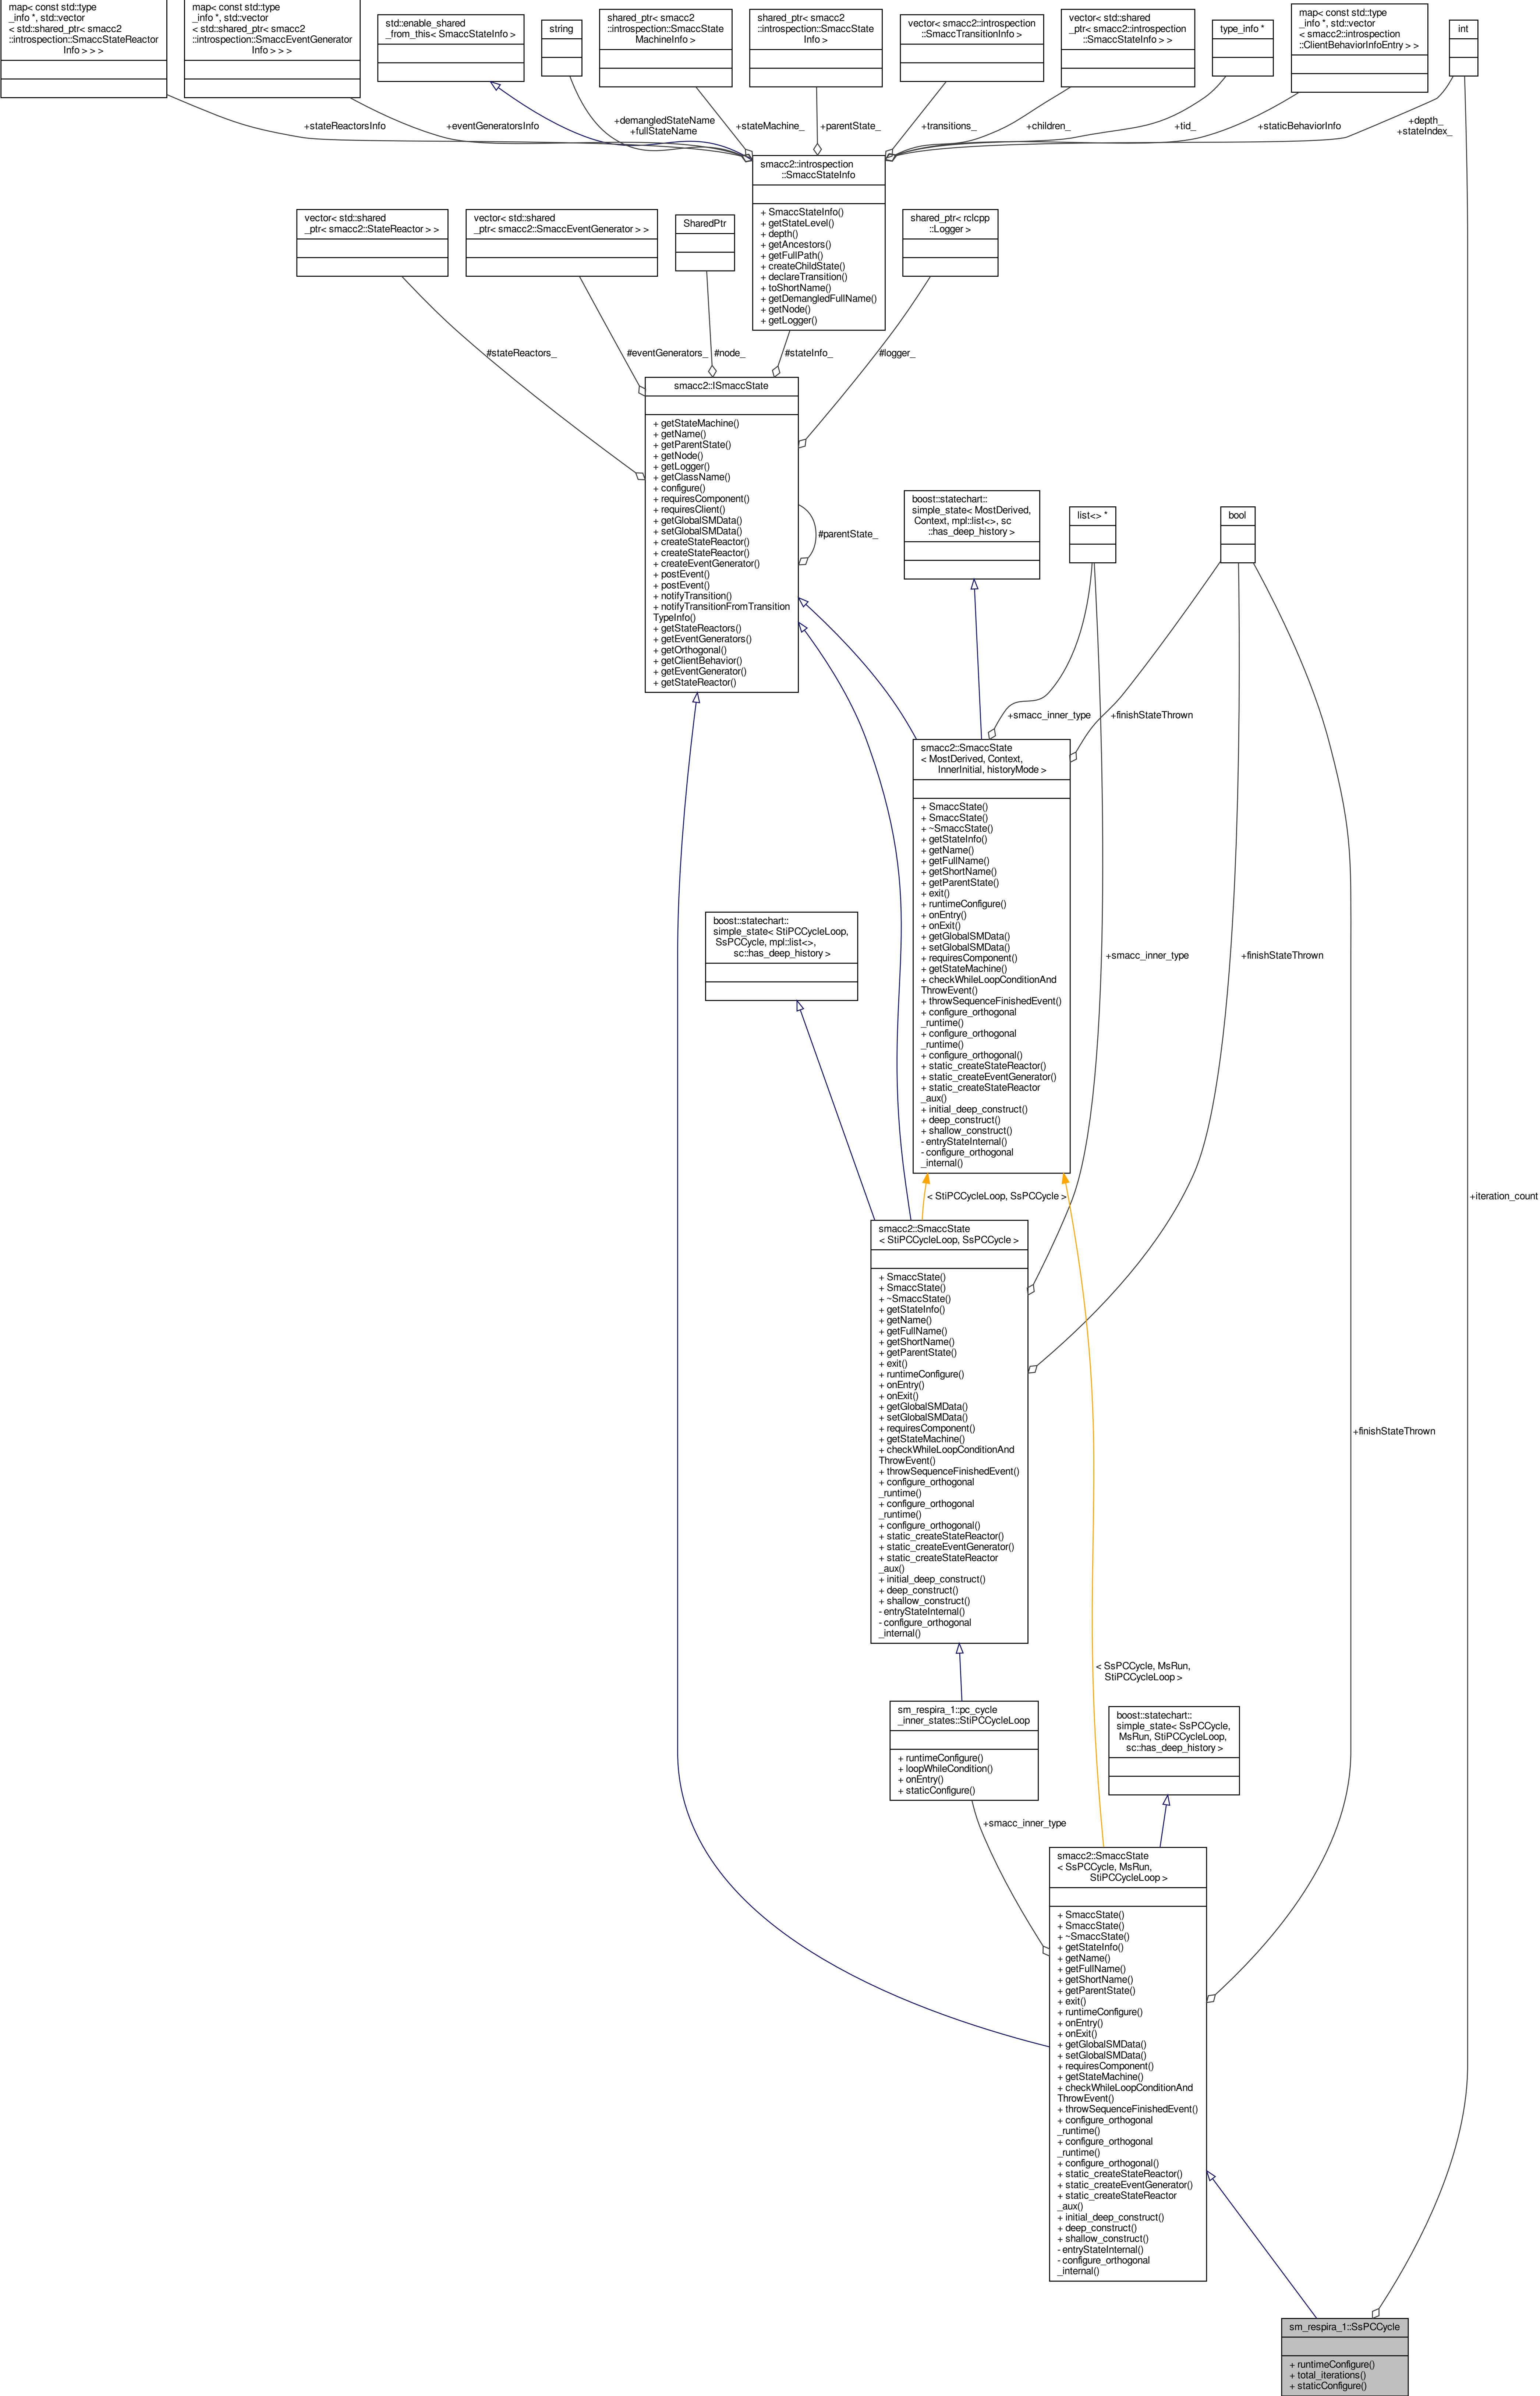 map< const std::type
_info *, std::vector
< std::shared_ptr< smacc2
::introspection::SmaccStateReactor
Info > > >
map< const std::type
_info *, std::vector
< std::shared_ptr< smacc2
::introspection::SmaccEventGenerator
Info > > >
std::enable_shared
_from_this< SmaccStateInfo >
string
shared_ptr< smacc2
::introspection::SmaccState
MachineInfo >
shared_ptr< smacc2
::introspection::SmaccState
Info >
vector< smacc2::introspection
::SmaccTransitionInfo >
vector< std::shared
_ptr< smacc2::introspection
::SmaccStateInfo > >
type_info *
map< const std::type
_info *, std::vector
< smacc2::introspection
::ClientBehaviorInfoEntry > >
int
+stateReactorsInfo
+eventGeneratorsInfo
+demangledStateName
+fullStateName
+stateMachine_
+parentState_
+transitions_
+children_
+tid_
+staticBehaviorInfo
+depth_
+stateIndex_
smacc2::introspection
::SmaccStateInfo
+ SmaccStateInfo()
+ getStateLevel()
+ depth()
+ getAncestors()
+ getFullPath()
+ createChildState()
+ declareTransition()
+ toShortName()
+ getDemangledFullName()
+ getNode()
+ getLogger()
vector< std::shared
_ptr< smacc2::StateReactor > >
vector< std::shared
_ptr< smacc2::SmaccEventGenerator > >
SharedPtr
shared_ptr< rclcpp
::Logger >
#stateReactors_
#eventGenerators_
#node_
#stateInfo_
#logger_
smacc2::ISmaccState
+ getStateMachine()
+ getName()
+ getParentState()
+ getNode()
+ getLogger()
+ getClassName()
+ configure()
+ requiresComponent()
+ requiresClient()
+ getGlobalSMData()
+ setGlobalSMData()
+ createStateReactor()
+ createStateReactor()
+ createEventGenerator()
+ postEvent()
+ postEvent()
+ notifyTransition()
+ notifyTransitionFromTransition
TypeInfo()
+ getStateReactors()
+ getEventGenerators()
+ getOrthogonal()
+ getClientBehavior()
+ getEventGenerator()
+ getStateReactor()
#parentState_
boost::statechart::
simple_state< MostDerived,
Context, mpl::list<>, sc
::has_deep_history >
list<> *
bool
+smacc_inner_type
+finishStateThrown
smacc2::SmaccState
< MostDerived, Context,
InnerInitial, historyMode >
+ SmaccState()
+ SmaccState()
+ ~SmaccState()
+ getStateInfo()
+ getName()
+ getFullName()
+ getShortName()
+ getParentState()
+ exit()
+ runtimeConfigure()
+ onEntry()
+ onExit()
+ getGlobalSMData()
+ setGlobalSMData()
+ requiresComponent()
+ getStateMachine()
+ checkWhileLoopConditionAnd
ThrowEvent()
+ throwSequenceFinishedEvent()
+ configure_orthogonal
_runtime()
+ configure_orthogonal
_runtime()
+ configure_orthogonal()
+ static_createStateReactor()
+ static_createEventGenerator()
+ static_createStateReactor
_aux()
+ initial_deep_construct()
+ deep_construct()
+ shallow_construct()
- entryStateInternal()
- configure_orthogonal
_internal()
boost::statechart::
simple_state< StiPCCycleLoop,
SsPCCycle, mpl::list<>,
sc::has_deep_history >
+smacc_inner_type
+finishStateThrown
< StiPCCycleLoop, SsPCCycle >
+iteration_count
smacc2::SmaccState
< StiPCCycleLoop, SsPCCycle >
+ SmaccState()
+ SmaccState()
+ ~SmaccState()
+ getStateInfo()
+ getName()
+ getFullName()
+ getShortName()
+ getParentState()
+ exit()
+ runtimeConfigure()
+ onEntry()
+ onExit()
+ getGlobalSMData()
+ setGlobalSMData()
+ requiresComponent()
+ getStateMachine()
+ checkWhileLoopConditionAnd
ThrowEvent()
+ throwSequenceFinishedEvent()
+ configure_orthogonal
_runtime()
+ configure_orthogonal
_runtime()
+ configure_orthogonal()
+ static_createStateReactor()
+ static_createEventGenerator()
+ static_createStateReactor
_aux()
+ initial_deep_construct()
+ deep_construct()
+ shallow_construct()
- entryStateInternal()
- configure_orthogonal
_internal()
+finishStateThrown
< SsPCCycle, MsRun,
StiPCCycleLoop >
sm_respira_1::pc_cycle
_inner_states::StiPCCycleLoop
+ runtimeConfigure()
+ loopWhileCondition()
+ onEntry()
+ staticConfigure()
boost::statechart::
simple_state< SsPCCycle,
MsRun, StiPCCycleLoop,
sc::has_deep_history >
+smacc_inner_type
smacc2::SmaccState
< SsPCCycle, MsRun,
StiPCCycleLoop >
+ SmaccState()
+ SmaccState()
+ ~SmaccState()
+ getStateInfo()
+ getName()
+ getFullName()
+ getShortName()
+ getParentState()
+ exit()
+ runtimeConfigure()
+ onEntry()
+ onExit()
+ getGlobalSMData()
+ setGlobalSMData()
+ requiresComponent()
+ getStateMachine()
+ checkWhileLoopConditionAnd
ThrowEvent()
+ throwSequenceFinishedEvent()
+ configure_orthogonal
_runtime()
+ configure_orthogonal
_runtime()
+ configure_orthogonal()
+ static_createStateReactor()
+ static_createEventGenerator()
+ static_createStateReactor
_aux()
+ initial_deep_construct()
+ deep_construct()
+ shallow_construct()
- entryStateInternal()
- configure_orthogonal
_internal()
sm_respira_1::SsPCCycle
+ runtimeConfigure()
+ total_iterations()
+ staticConfigure()